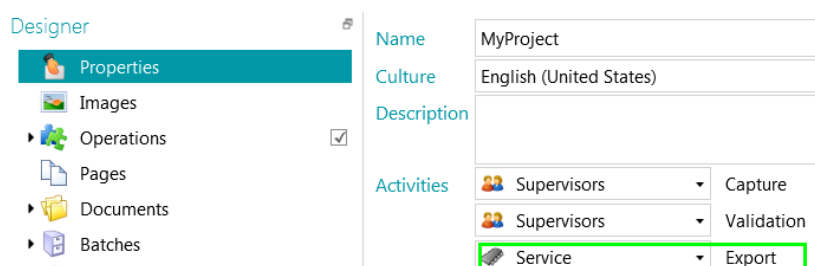 Designer
Properties
Images
Operations
Pages
Documents
Batches
Name MyProject
Culture English (United States)
Description
Activities Supervisors Capture
Supervisors Validation
Service Export